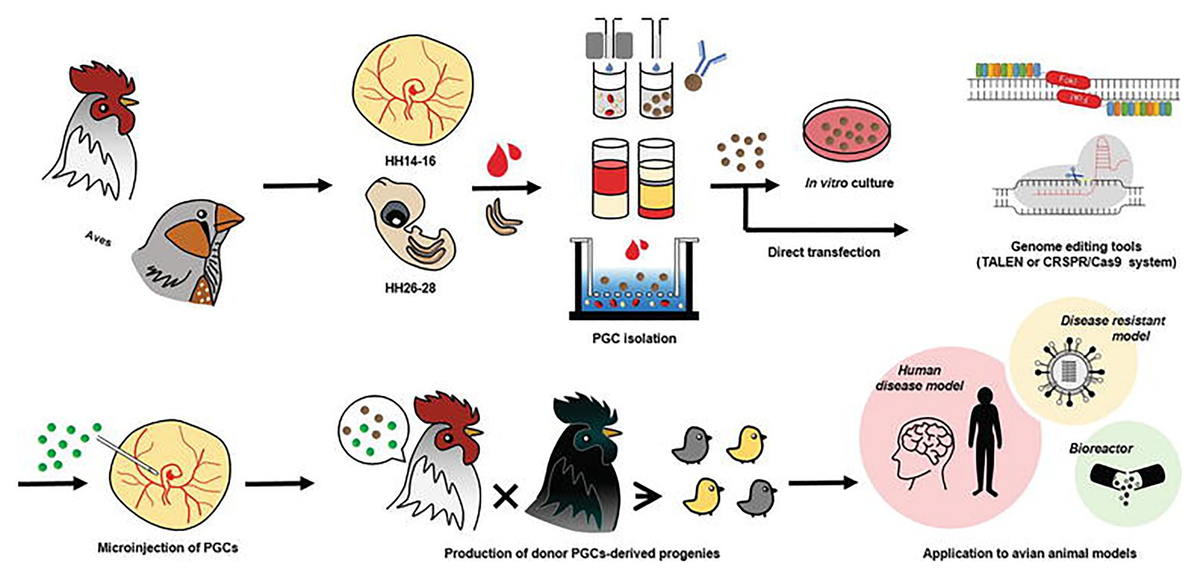 Aves
HH14-16
HH26-28
PGC isolation
In vitro culture
Direct transfection
FokI
FokI
Genome editing tools
(TALEN or CRSPR/Cas9 system)
Microinjection of PGCs
Production of donor PGCs-derived progenies
Human
disease model
Disease resistant
model
Bioreactor
Application to avian animal models